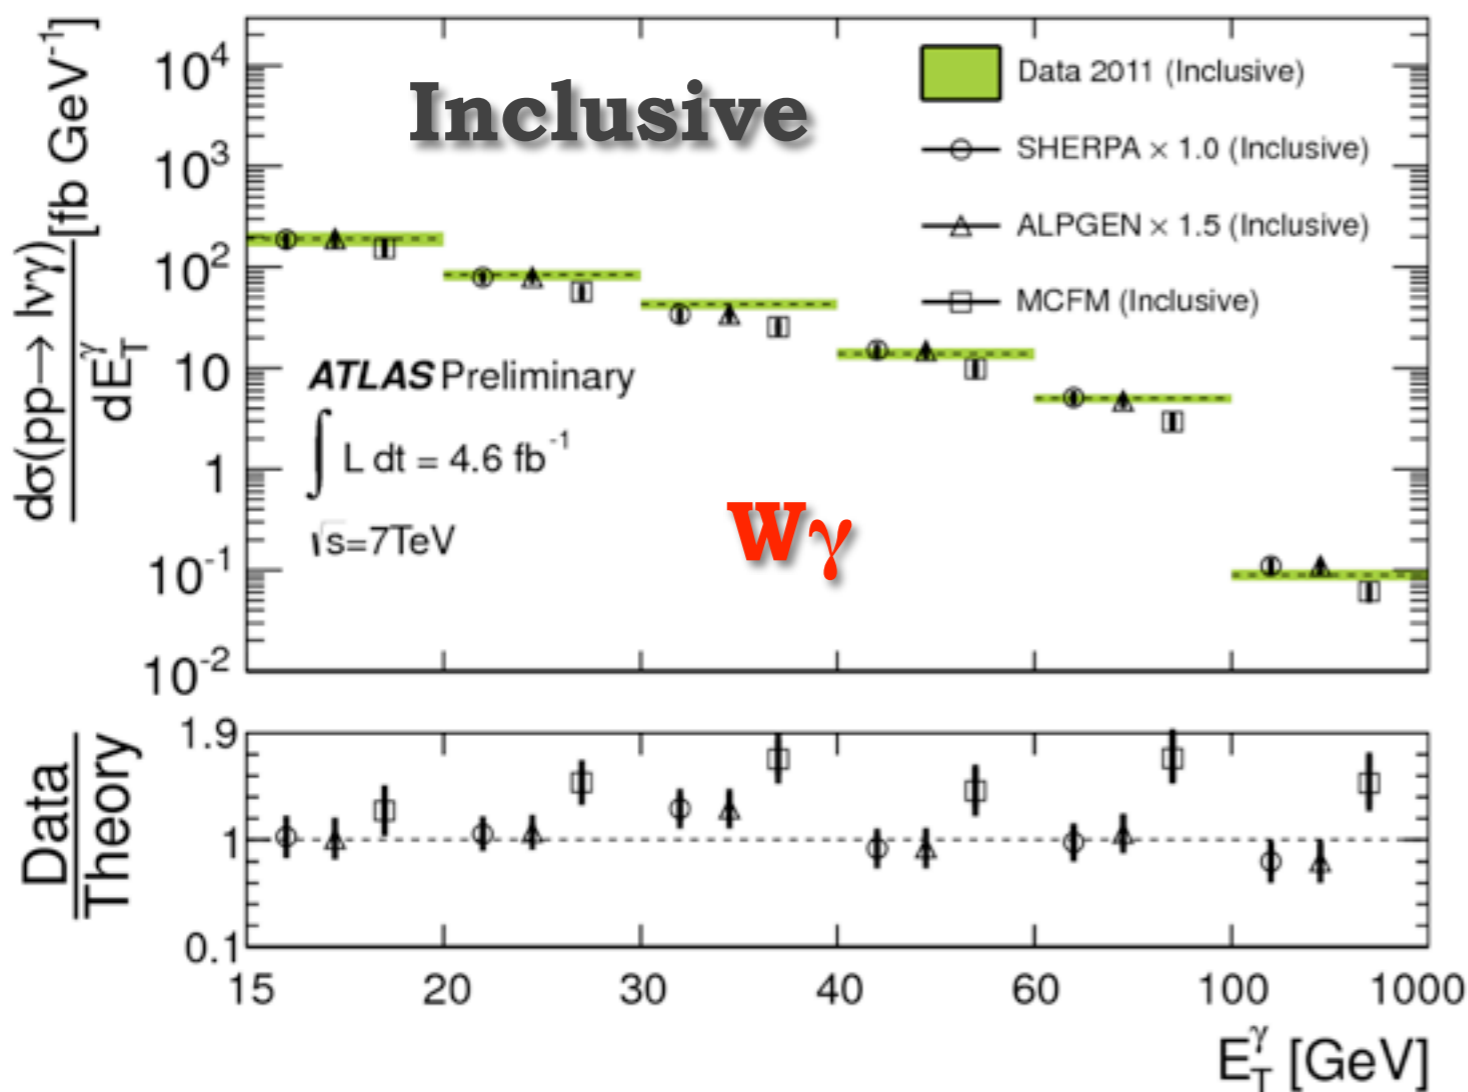 Inclusive
Data 2011 (Inclusive)
SHERPA × 1.0 (Inclusive)
ALPGEN × 1.5 (Inclusive)
MCFM (Inclusive)
dσ(pp→ lνγ)
dE_T^γ
[fb GeV⁻¹]
10⁴
10³
10²
10
1
10⁻¹
10⁻²
ATLAS Preliminary
∫ L dt = 4.6 fb⁻¹
√s=7TeV
Wγ
Data
Theory
1.9
1
0.1
15 20 30 40 60 100 1000
E_T^γ [GeV]